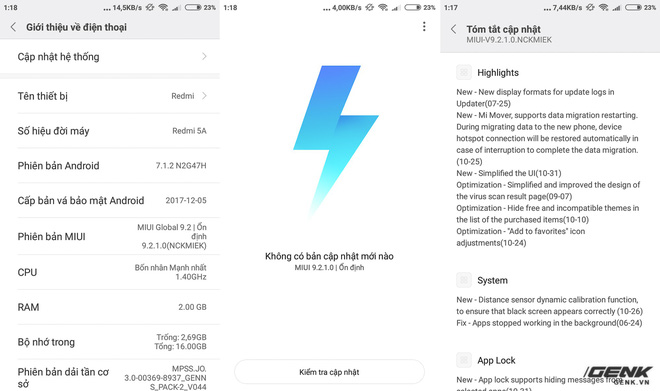 1:18
...14,5KB/s
23%
Giới thiệu về điện thoại
Cập nhật hệ thống
Tên thiết bị
Redmi
Số hiệu đời máy
Redmi 5A
Phiên bản Android
7.1.2 N2G47H
Cấp bản vá bảo mật Android
2017-12-05
Phiên bản MIUI
MIUI Global 9.2 | Ổn
định
9.2.1.0(NCKMIEK)
CPU
Bốn nhân Mạnh nhất
1.40GHz
RAM
2.00 GB
Bộ nhớ trong
Trống: 2,69GB
Tổng: 16.00GB
Phiên bản dải tần cơ
sở
MPSS.JO.
3.0-00369-8937_GENN
S_PACK-2_V044
1:18
...4,00KB/s
23%
Không có bản cập nhật mới nào
MIUI 9.2.1.0 | Ổn định
Kiểm tra cập nhật
1:17
...7,44KB/s
23%
Tóm tắt cập nhật
MIUI-V9.2.1.0.NCKMIEK
Highlights
New - New display formats for update logs in
Updater(07-25)
New - Mi Mover, supports data migration restarting.
During migrating data to the new phone, device
hotspot connection will be restored automatically in
case of interruption to complete the data migration.
(10-25)
New - Simplified the UI(10-31)
Optimization - Simplified and improved the design of
the virus scan result page(09-07)
Optimization - Hide free and incompatible themes in
the list of the purchased items(10-10)
Optimization - "Add to favorites" icon
adjustments(10-24)
System
New - Distance sensor dynamic calibration function,
to ensure that black screen appears correctly (10-26)
Fix - Apps stopped working in the background(06-24)
App Lock
New - App lock supports hiding messages from
GENK
GENK.VN